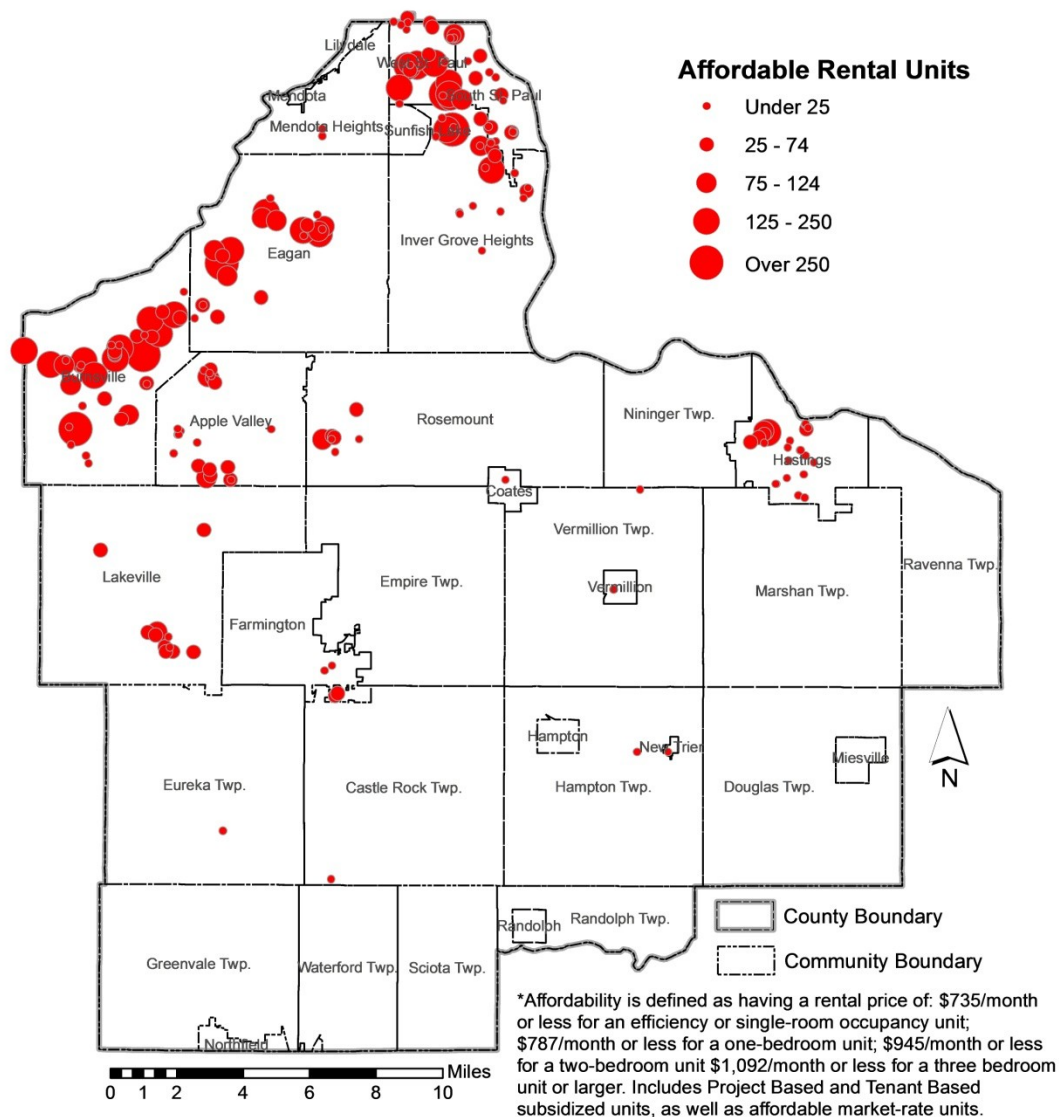 Affordable Rental Units
Under 25
25 - 74
75 - 124
125 - 250
Over 250
Lilydale
Mendota
Mendota Heights
West St. Paul
South St. Paul
Sunfish Lake
Inver Grove Heights
Eagan
Burnsville
Apple Valley
Rosemount
Nininger Twp.
Hastings
Coates
Vermillion Twp.
Ravenna Twp.
Lakeville
Empire Twp.
Vermillion
Marshan Twp.
Farmington
Hampton
New Trier
Miesville
N
Eureka Twp.
Castle Rock Twp.
Hampton Twp.
Douglas Twp.
County Boundary
Randolph
Randolph Twp.
Greenvale Twp.
Waterford Twp.
Sciota Twp.
Community Boundary
Northfield
*Affordability is defined as having a rental price of: $735/month
or less for an efficiency or single-room occupancy unit;
$787/month or less for a one-bedroom unit; $945/month or less
for a two-bedroom unit $1,092/month or less for a three bedroom
unit or larger. Includes Project Based and Tenant Based
subsidized units, as well as affordable market-rate units.
Miles
0 2 4 6 8 10